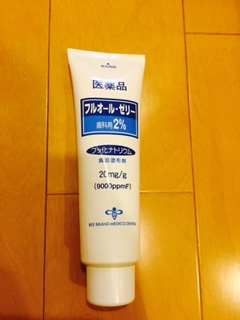 医薬品
フルオール・ゼリー
歯科用2%
フッ化ナトリウム
歯面塗布剤
20mg/g
(9000ppmF)
BEE BRAND MEDICO DENTAL